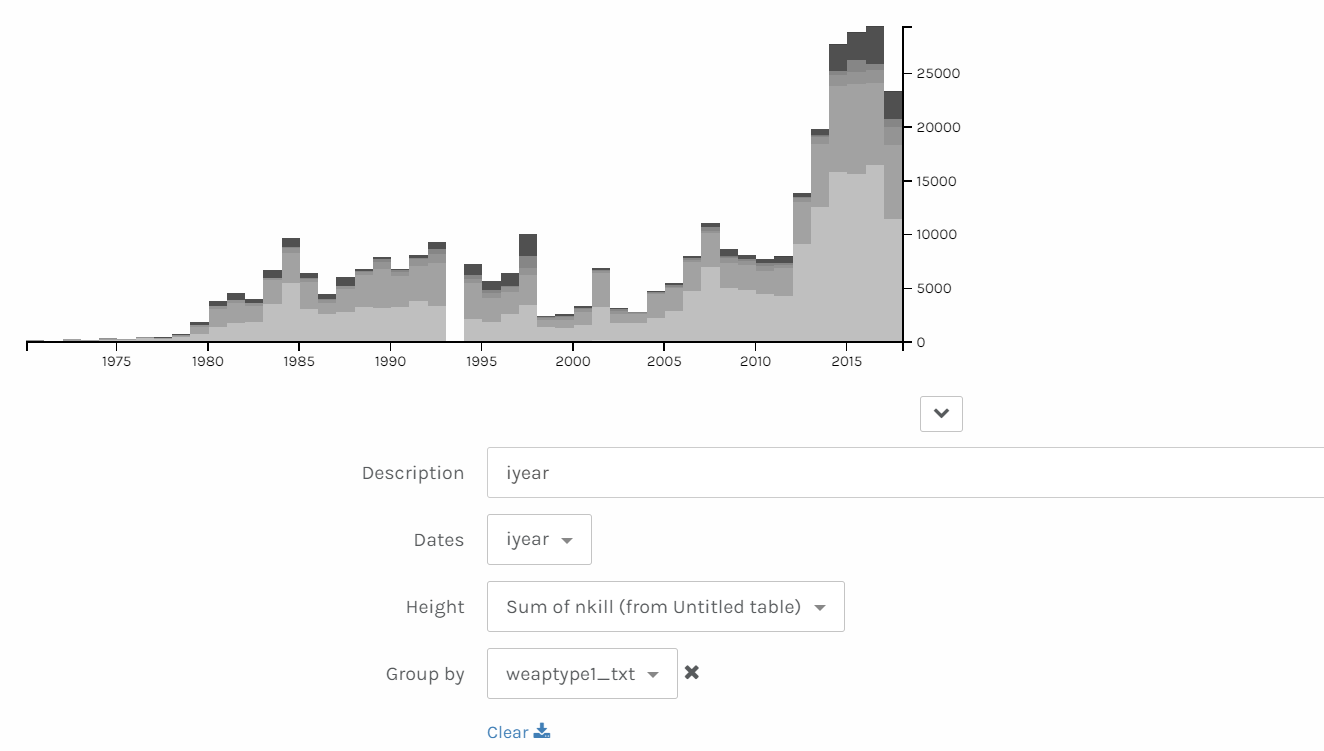 25000
20000
15000
10000
5000
0
1975 1980 1985 1990 1995 2000 2005 2010 2015
Description iyear
Dates iyear
Height Sum of nkill (from Untitled table)
Group by weaptype1_txt
Clear